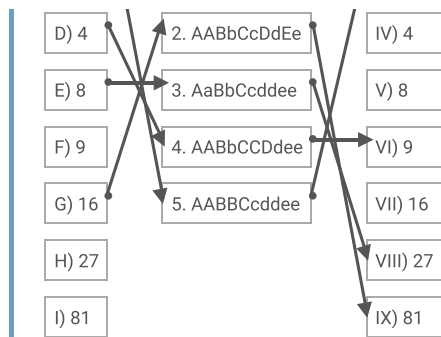 D) 4 2. AABbCcDdEe IV) 4
E) 8 3. AaBbCcddee V) 8
F) 9 4. AABbCCDdee VI) 9
G) 16 5. AABBCcddee VII) 16
H) 27 VIII) 27
I) 81 IX) 81